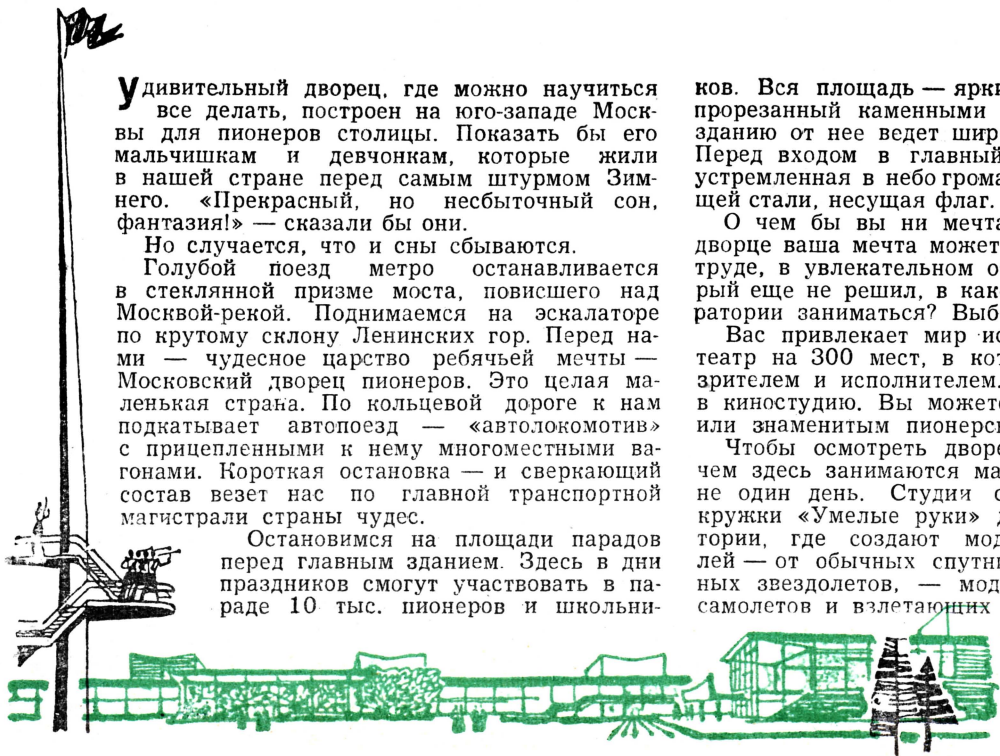 Удивительный дворец, где можно научиться
все делать, построен на юго-западе Моск-
вы для пионеров столицы. Показать бы его
мальчишкам и девчонкам, которые жили
в нашей стране перед самым штурмом Зим-
него. «Прекрасный, но несбыточный сон,
фантазия!» — сказали бы они.
Но случается, что и сны сбываются.
Голубой поезд метро останавливается
в стеклянной призме моста, повисшего над
Москвой-рекой. Поднимаемся на эскалаторе
по крутому склону Ленинских гор. Перед на-
ми — чудесное царство ребячьей мечты —
Московский дворец пионеров. Это целая ма-
ленькая страна. По кольцевой дороге к нам
подкатывает автопоезд — «автолокомотив»
с прицепленными к нему многоместными ва-
гонами. Короткая остановка — и сверкающий
состав везет нас по главной транспортной
магистрали страны чудес.
Остановимся на площади парадов
перед главным зданием. Здесь в дни
праздников смогут участвовать в па-
раде 10 тыс. пионеров и школьни-
ков. Вся площадь — ярк
прорезанный каменными
зданию от нее ведет шир
Перед входом в главный
устремленная в небо грома
щей стали, несущая флаг.
О чем бы вы ни мечта
дворце ваша мечта может
труде, в увлекательном о
рый еще не решил, в как
ратории заниматься? Выб
Вас привлекает мир ис
театр на 300 мест, в кот
зрителем и исполнителем.
в киностудию. Вы может
или знаменитым пионерс
Чтобы осмотреть дворе
чем здесь занимаются ма
не один день. Студии
кружки «Умелые руки»
тории, где создают мод
лей — от обычных спутни
ных звездолетов, — мод
самолетов и взлетающих